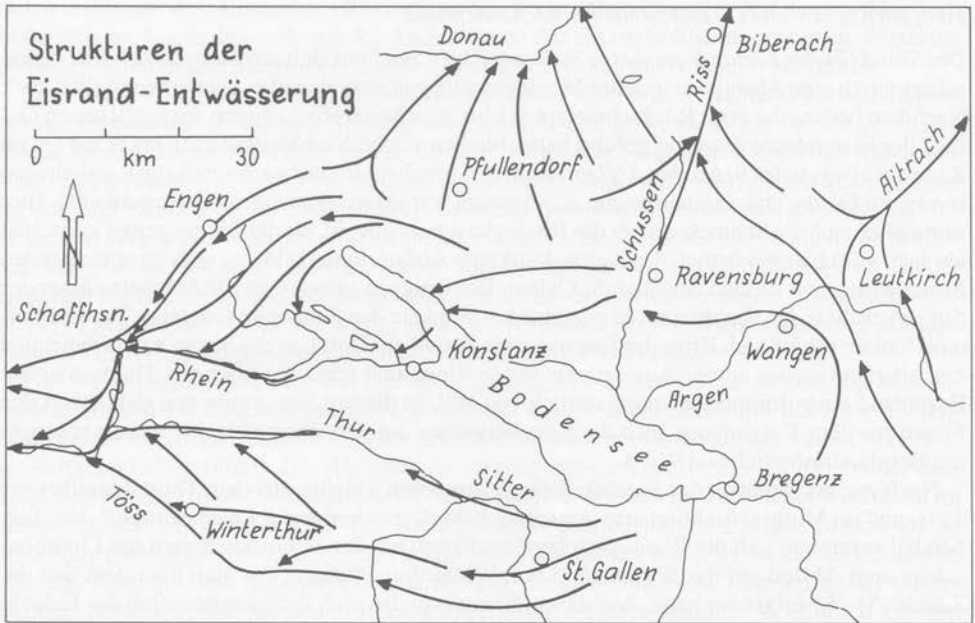 Strukturen der
Eisrand-Entwässerung
0 km 30
N
Donau
Biberach
Riss
Pfullendorf
Aitrach
Engen
Schussen
Ravensburg
Leutkirch
Schaffhsn.
Konstanz
Wangen
Rhein
Bodensee
Argen
Thur
Sitter
Bregenz
Töss
Winterthur
St. Gallen